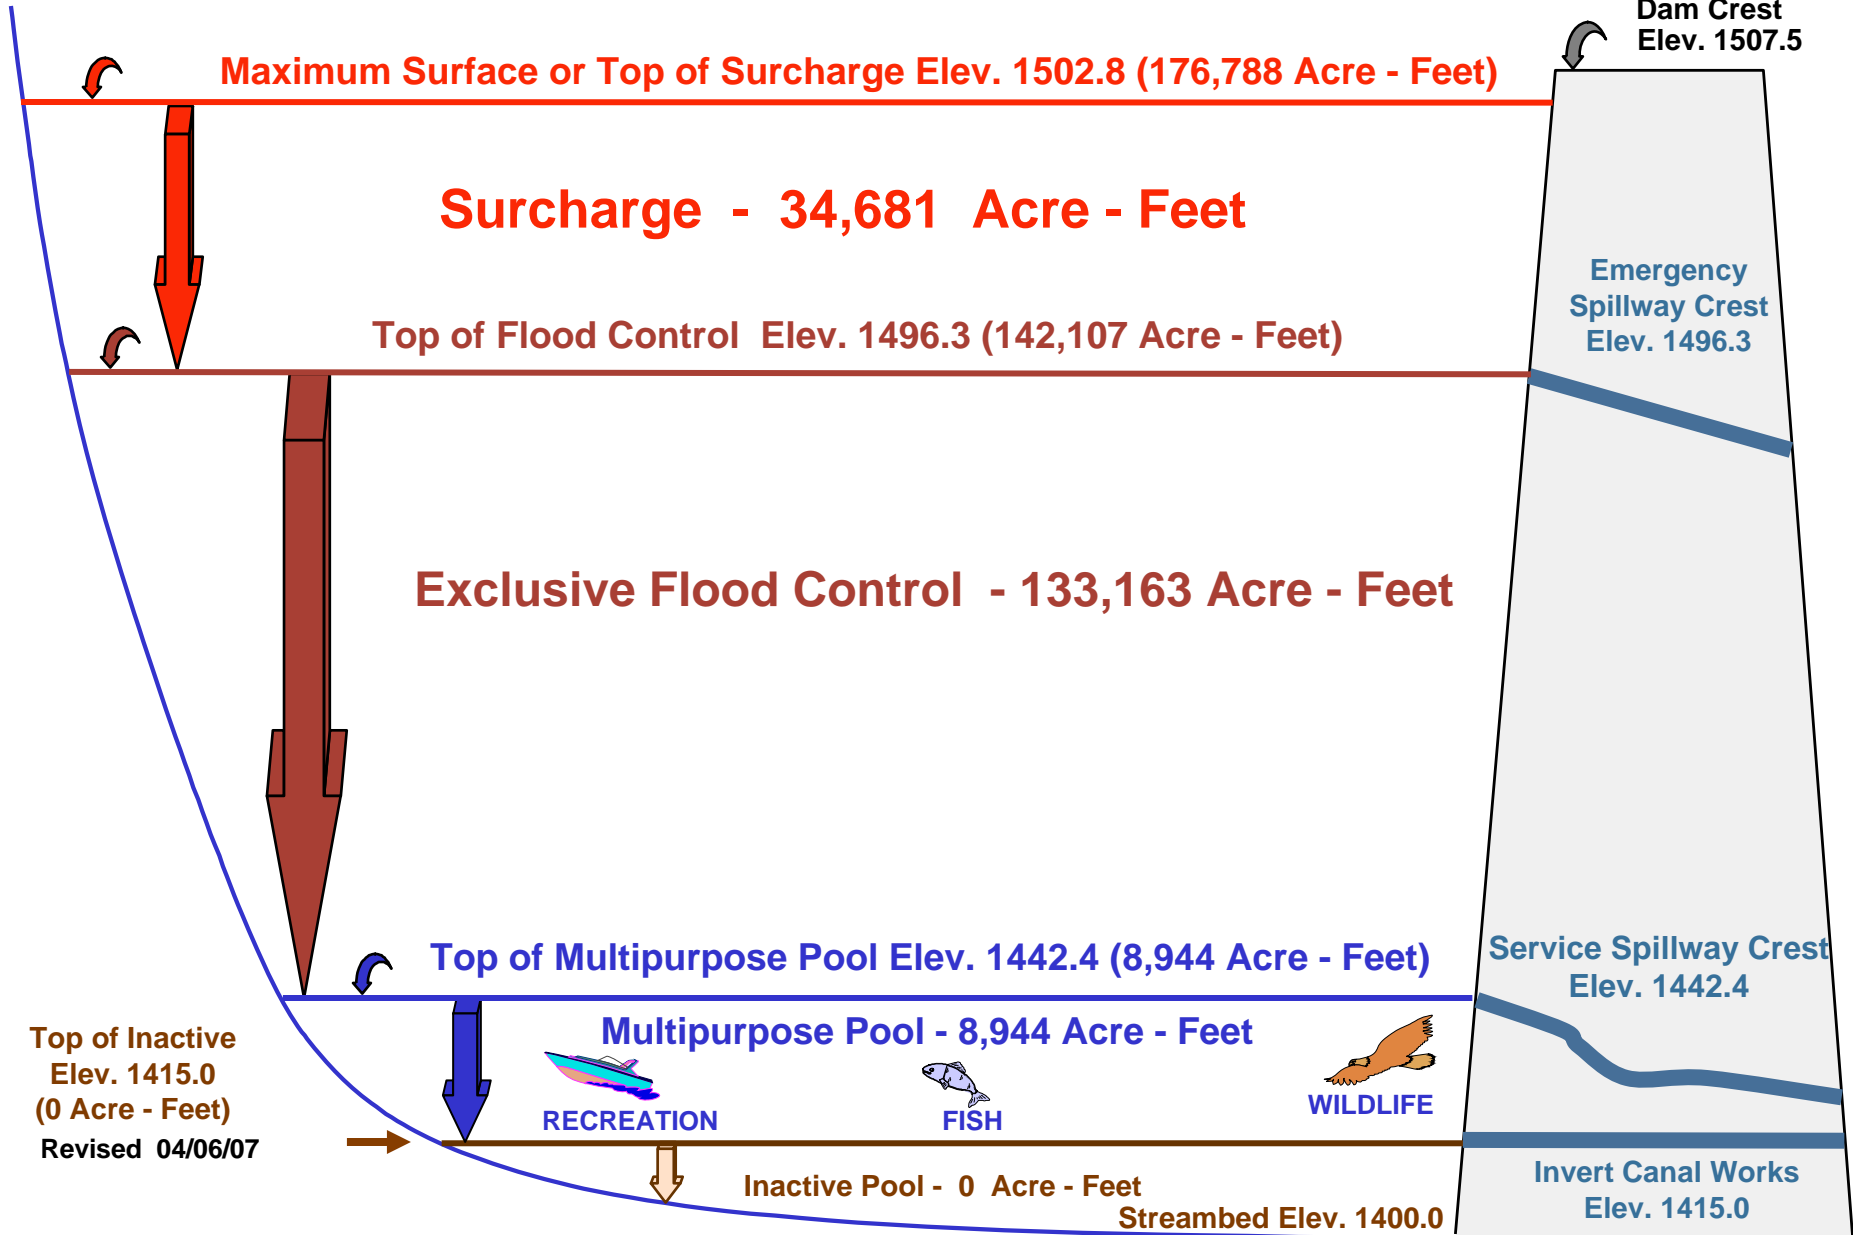 Dam Crest
Elev. 1507.5
Maximum Surface or Top of Surcharge Elev. 1502.8 (176,788 Acre - Feet)
Surcharge - 34,681 Acre - Feet
Emergency
Spillway Crest
Elev. 1496.3
Top of Flood Control Elev. 1496.3 (142,107 Acre - Feet)
Exclusive Flood Control - 133,163 Acre - Feet
Top of Multipurpose Pool Elev. 1442.4 (8,944 Acre - Feet)
Service Spillway Crest
Elev. 1442.4
Multipurpose Pool - 8,944 Acre - Feet
Top of Inactive
Elev. 1415.0
(0 Acre - Feet)
RECREATION
FISH
WILDLIFE
Revised 04/06/07
Inactive Pool - 0 Acre - Feet
Streambed Elev. 1400.0
Invert Canal Works
Elev. 1415.0